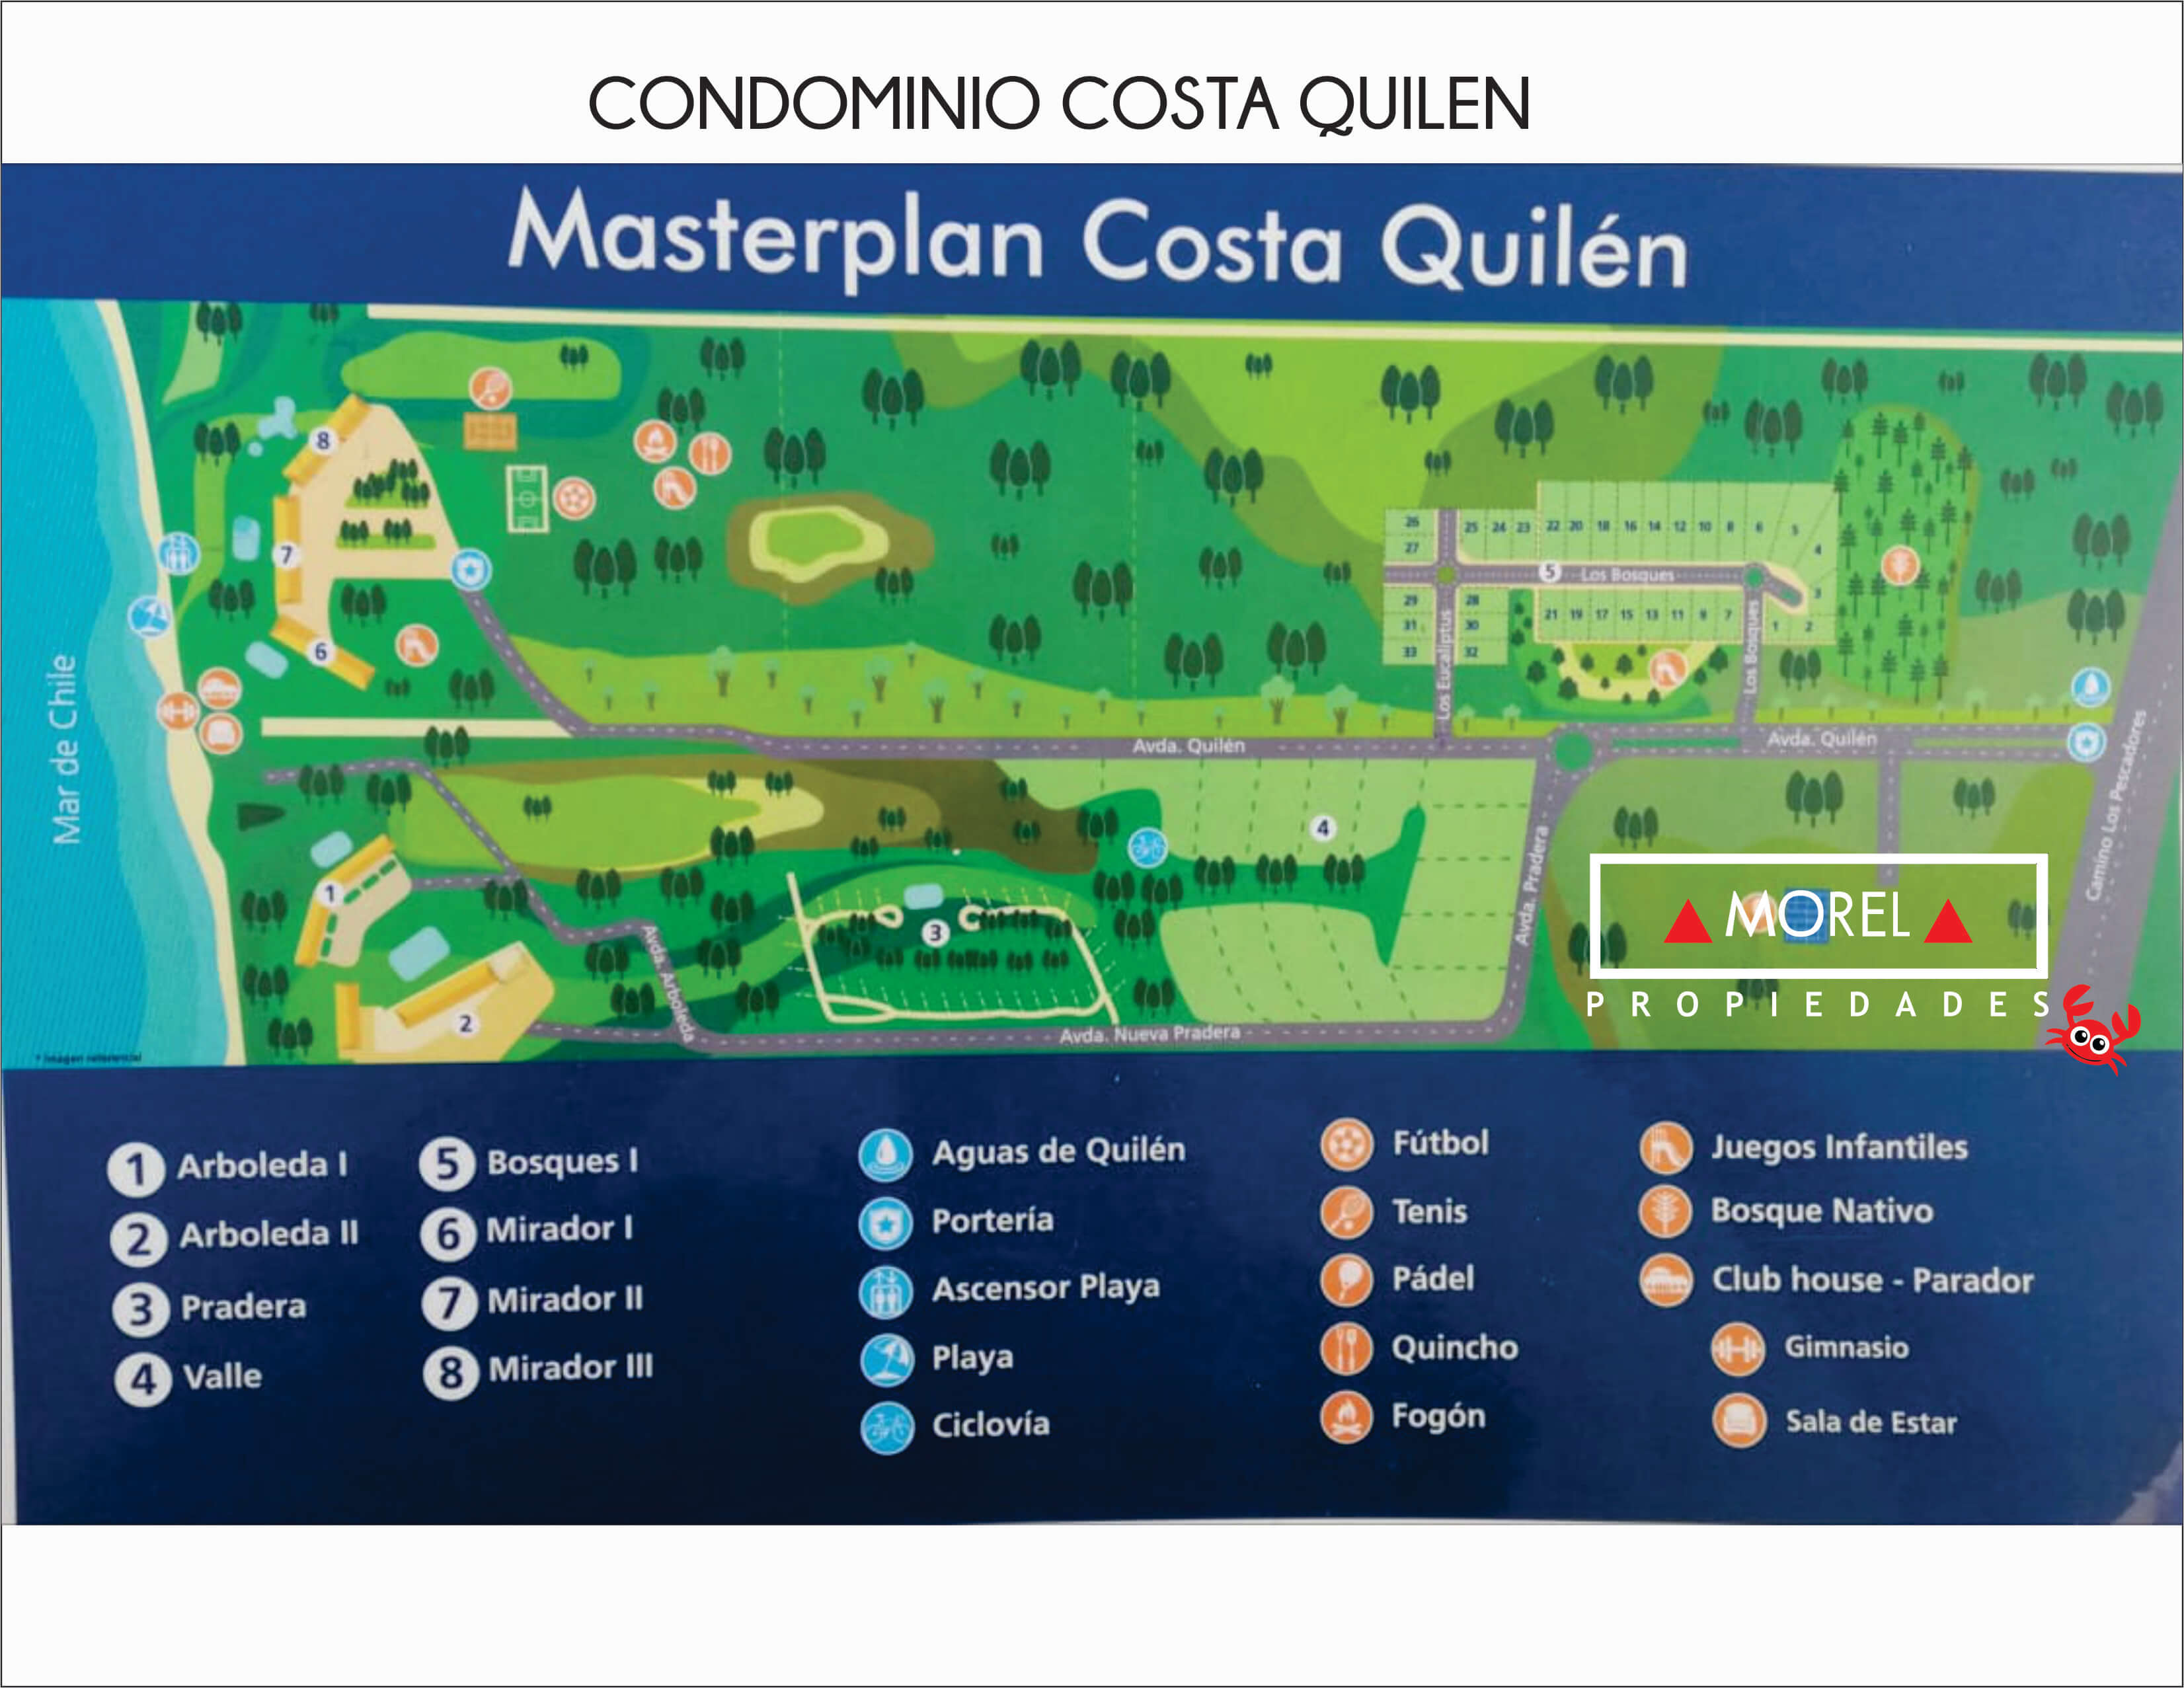 CONDOMINIO COSTA QUILEN
Masterplan Costa Quilén
Mar de Chile
8
7
6
26
27
25 24 23 22 20 18 16 14 12 10 8 6 5
4
5 Los Bosques
3
29
31
33
28
30
32
21 19 17 15 13 11 9 7
1 2
Los Eucaliptus
Los Bosques
Avda. Quilén
Avda. Quilén
Camino Los Pescadores
4
Avda. Pradera
1
3
2
Avda. Arboleda
Avda. Nueva Pradera
MOREL
PROPIEDADES
* Imagen referencial
1 Arboleda I
2 Arboleda II
3 Pradera
4 Valle
5 Bosques I
6 Mirador I
7 Mirador II
8 Mirador III
Aguas de Quilén
Portería
Ascensor Playa
Playa
Ciclovía
Fútbol
Tenis
Pádel
Quincho
Fogón
Juegos Infantiles
Bosque Nativo
Club house - Parador
Gimnasio
Sala de Estar